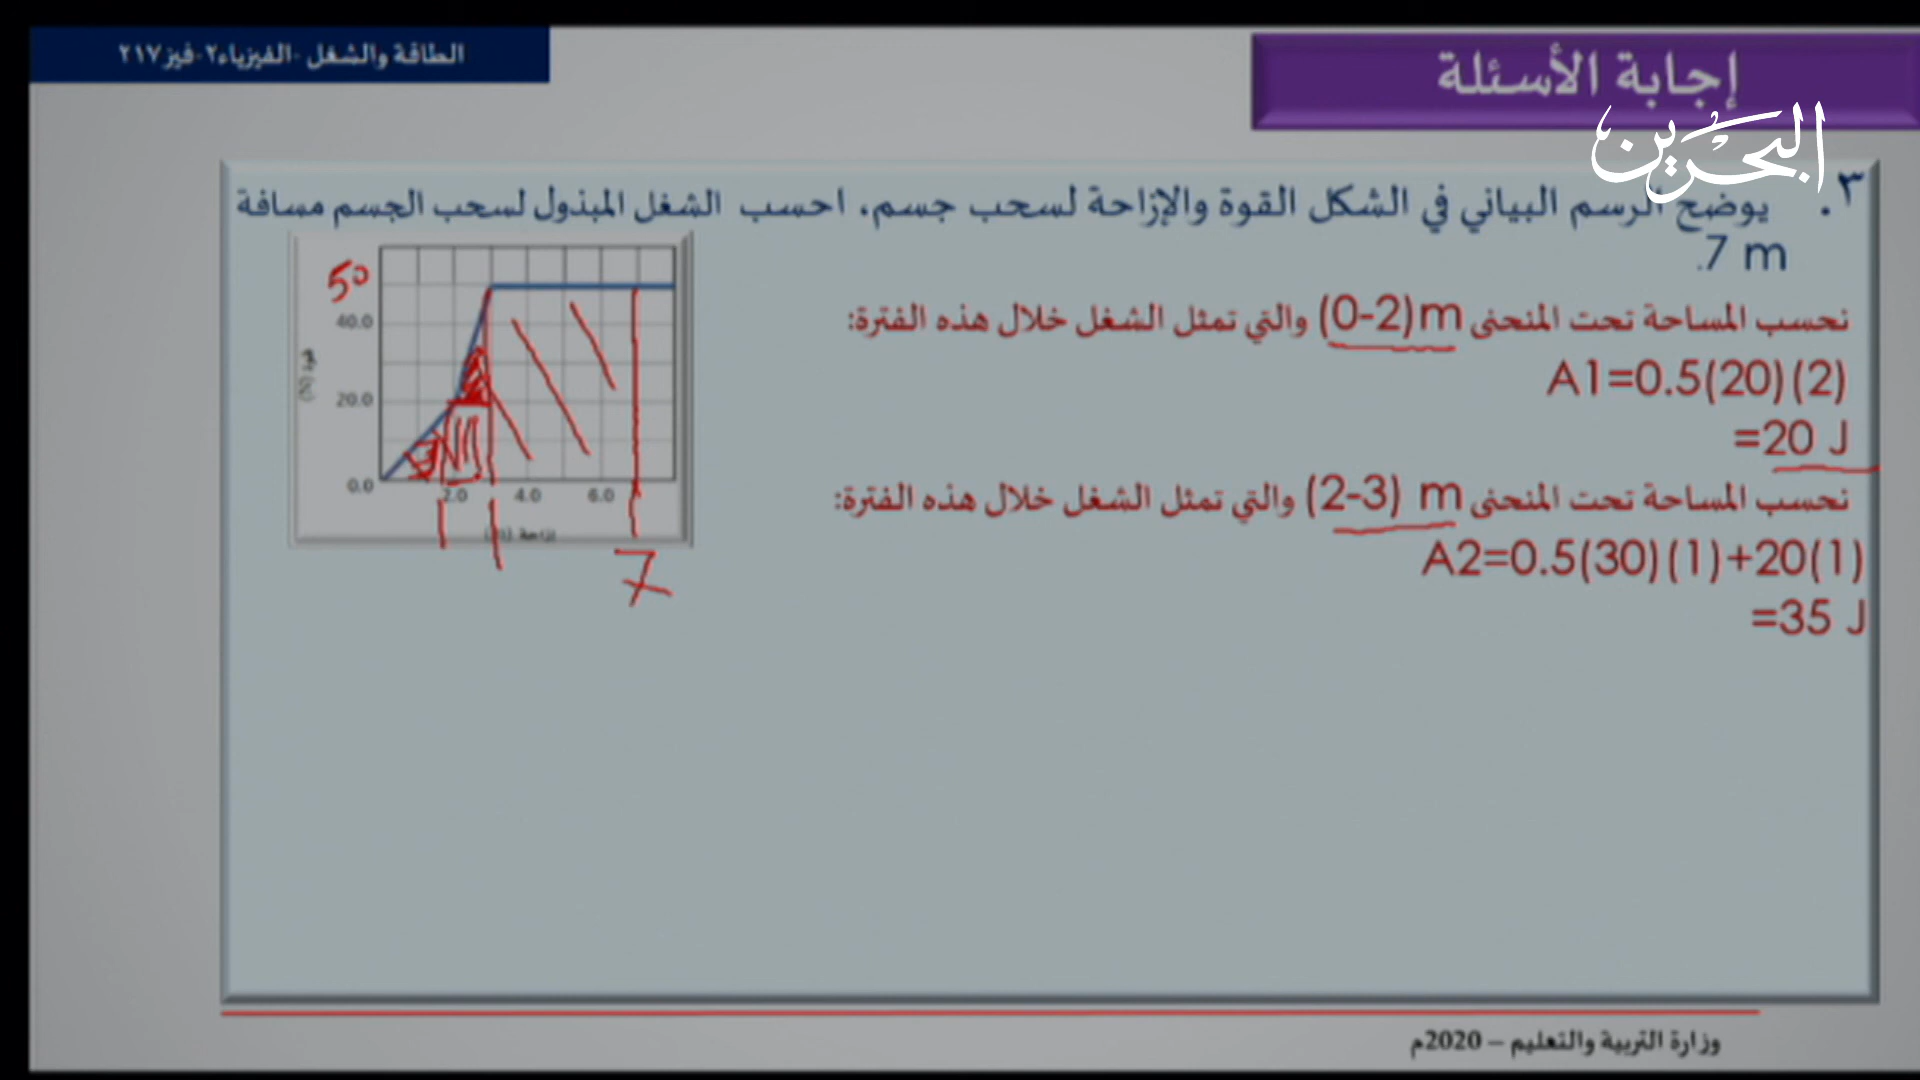 الطاقة والشغل -الفيزياء٢-فيز٢١٧
إجابة الأسئلة
البحرين
٣. يوضح الرسم البياني في الشكل القوة والإزاحة لسحب جسم، احسب الشغل المبذول لسحب الجسم مسافة
7 m.
50
40.0
20.0
0.0
2.0
4.0
6.0
قوة (N)
إزاحة (m)
7
نحسب المساحة تحت المنحنى (0-2)m والتي تمثل الشغل خلال هذه الفترة:
A1=0.5(20)(2)
=20 J
نحسب المساحة تحت المنحنى (2-3) m والتي تمثل الشغل خلال هذه الفترة:
A2=0.5(30)(1)+20(1)
=35 J
وزارة التربية والتعليم – 2020م